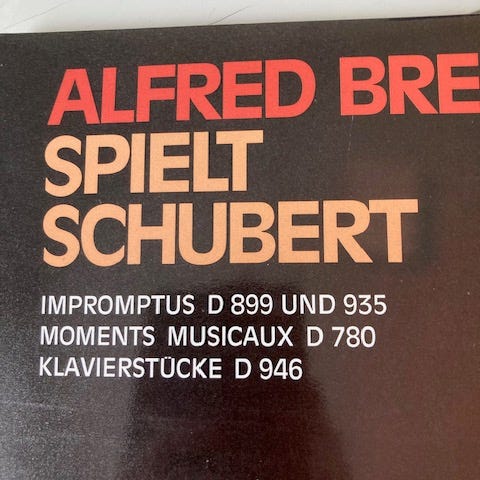 ALFRED BRE
SPIELT
SCHUBERT
IMPROMPTUS D 899 UND 935
MOMENTS MUSICAUX D 780
KLAVIERSTÜCKE D 946